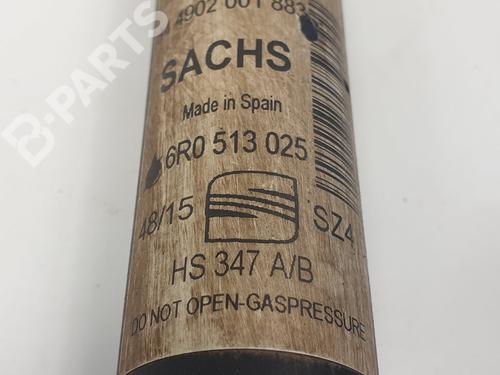 4902 001 883
SACHS
Made in Spain
6R0 513 025
48/15
SZ4
HS 347 A/B
DO NOT OPEN-GASPRESSURE
B-PARTS